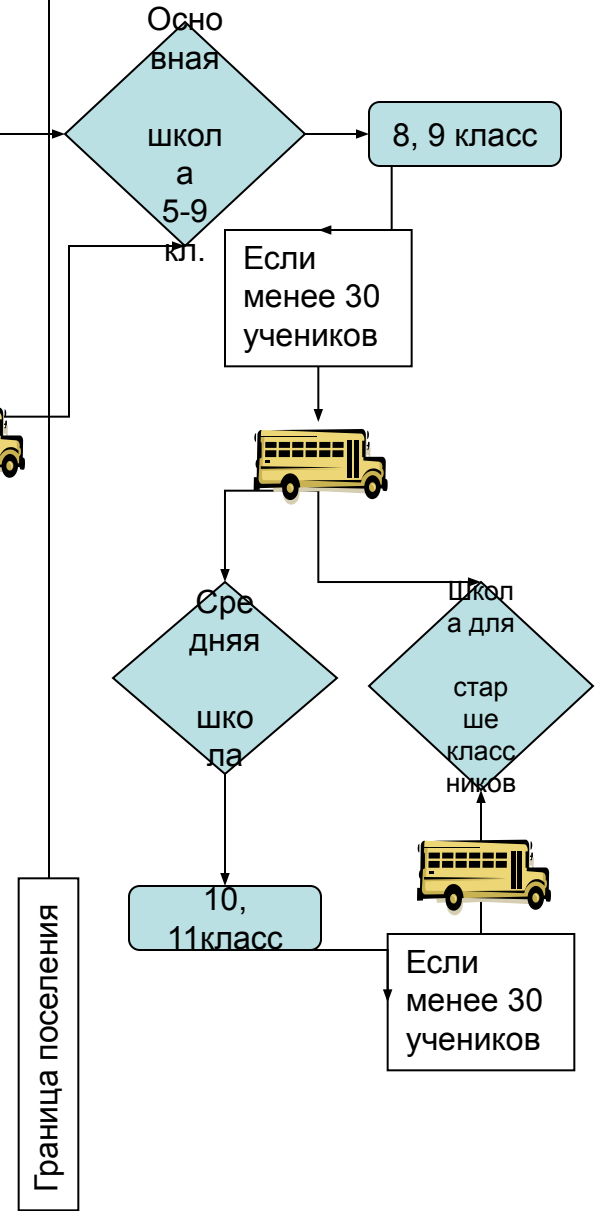 Осно
вная
школ
а
5-9
кл.
8, 9 класс
Если
менее 30
учеников
Сре
дняя
шко
ла
Школ
а для
стар
ше
класс
ников
10,
11класс
Если
менее 30
учеников
Граница поселения